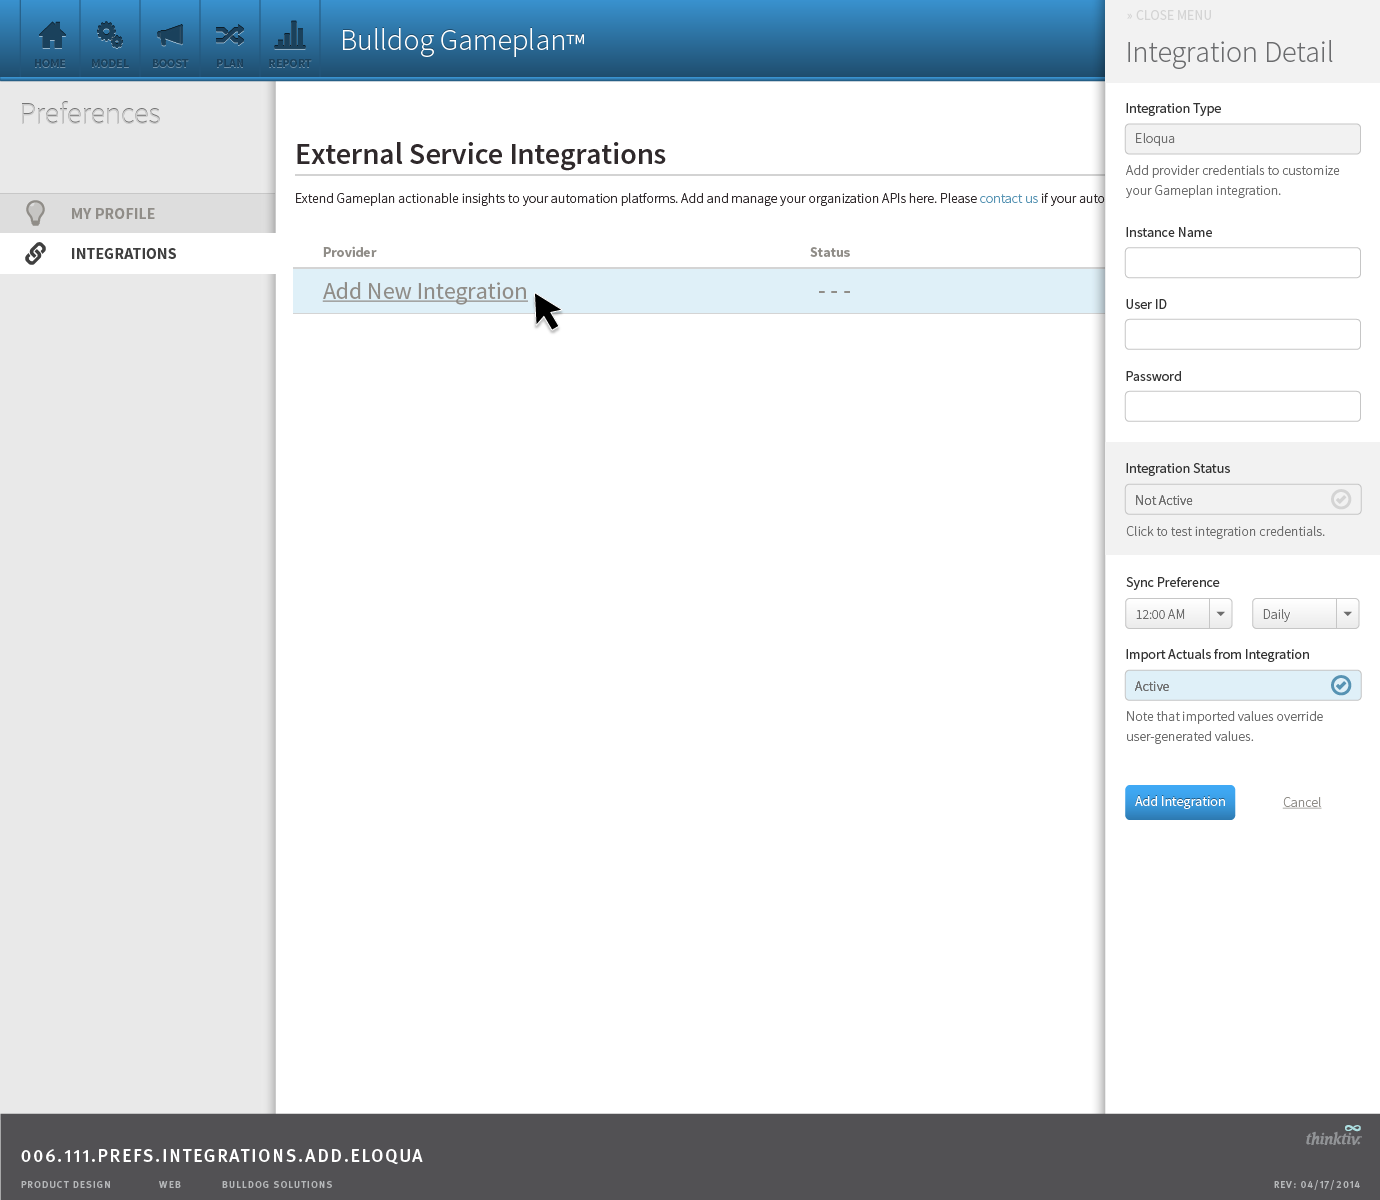 HOME
MODEL
BOOST
PLAN
REPORT
Bulldog Gameplan™
Preferences
MY PROFILE
INTEGRATIONS
External Service Integrations
Extend Gameplan actionable insights to your automation platforms. Add and manage your organization APIs here. Please contact us if your auto
Provider Status
Add New Integration - - -
« CLOSE MENU
Integration Detail
Integration Type
Eloqua
Add provider credentials to customize
your Gameplan integration.
Instance Name
User ID
Password
Integration Status
Not Active
Click to test integration credentials.
Sync Preference
12:00 AM Daily
Import Actuals from Integration
Active
Note that imported values override
user-generated values.
Add Integration Cancel
006.111.PREFS.INTEGRATIONS.ADD.ELOQUA
PRODUCT DESIGN WEB BULLDOG SOLUTIONS
thinktiv.
REV: 04/17/2014